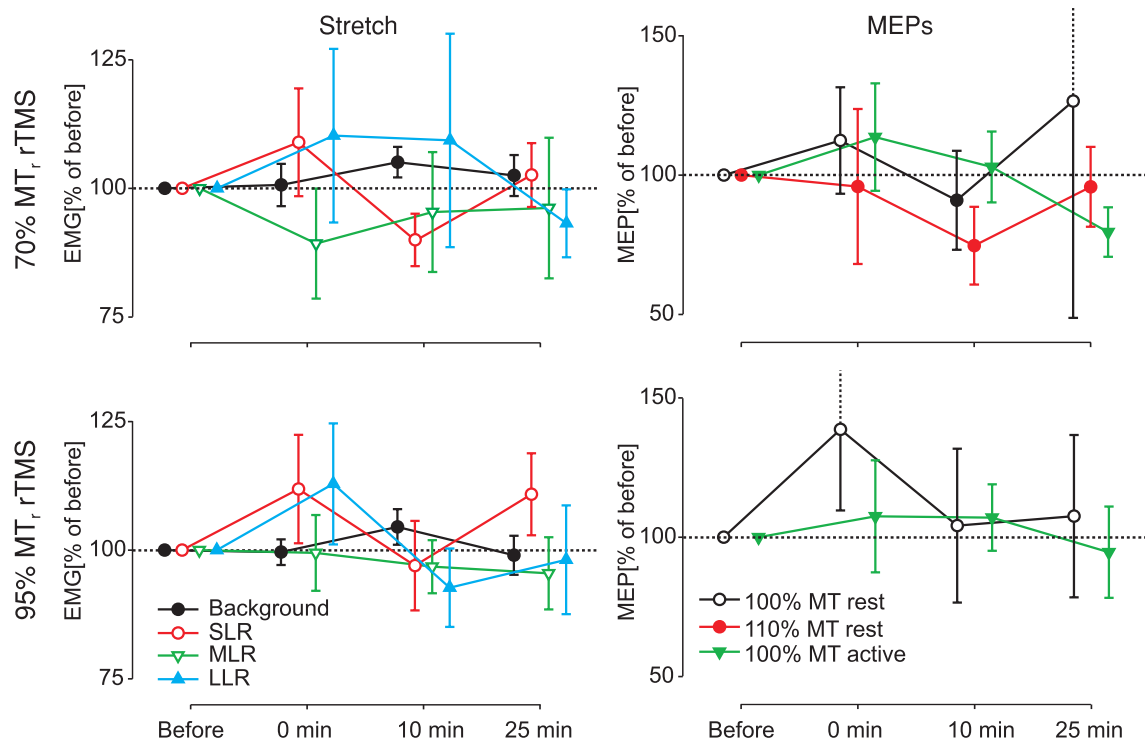 Stretch
MEPs
70% MTr rTMS
EMG[% of before]
125
100
75
MEP[% of before]
150
100
50
95% MTr rTMS
EMG[% of before]
125
100
75
Background
SLR
MLR
LLR
Before 0 min 10 min 25 min
MEP[% of before]
150
100
50
100% MT rest
110% MT rest
100% MT active
Before 0 min 10 min 25 min